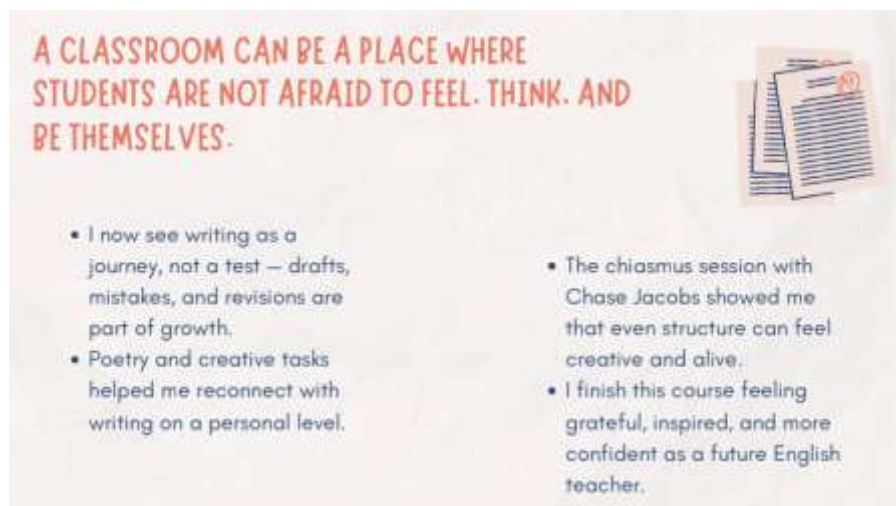 A CLASSROOM CAN BE A PLACE WHERE
STUDENTS ARE NOT AFRAID TO FEEL. THINK. AND
BE THEMSELVES.
• I now see writing as a
journey, not a test — drafts,
mistakes, and revisions are
part of growth.
• Poetry and creative tasks
helped me reconnect with
writing on a personal level.
• The chiasmus session with
Chase Jacobs showed me
that even structure can feel
creative and alive.
• I finish this course feeling
grateful, inspired, and more
confident as a future English
teacher.